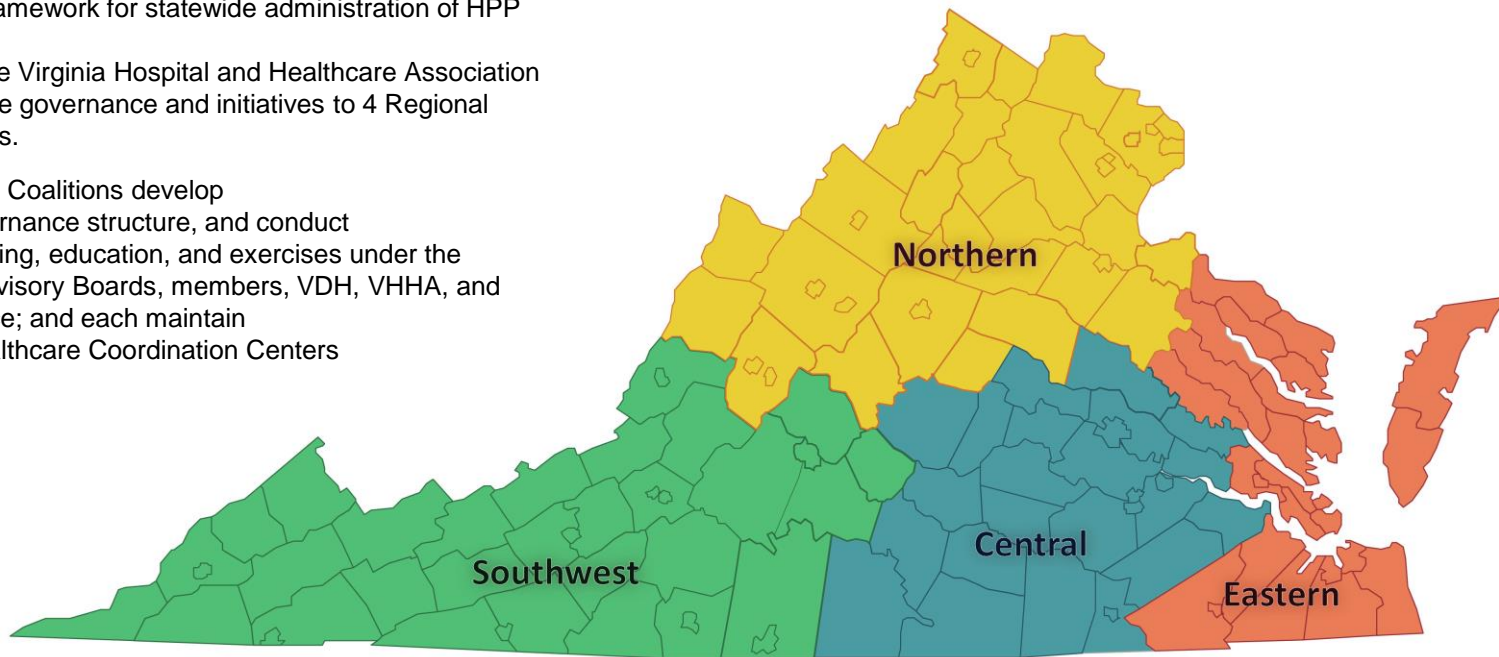 amework for statewide administration of HPP
e Virginia Hospital and Healthcare Association
e governance and initiatives to 4 Regional
s.
Coalitions develop
ernance structure, and conduct
ing, education, and exercises under the
visory Boards, members, VDH, VHHA, and
e; and each maintain
althcare Coordination Centers
Northern
Central
Southwest
Eastern